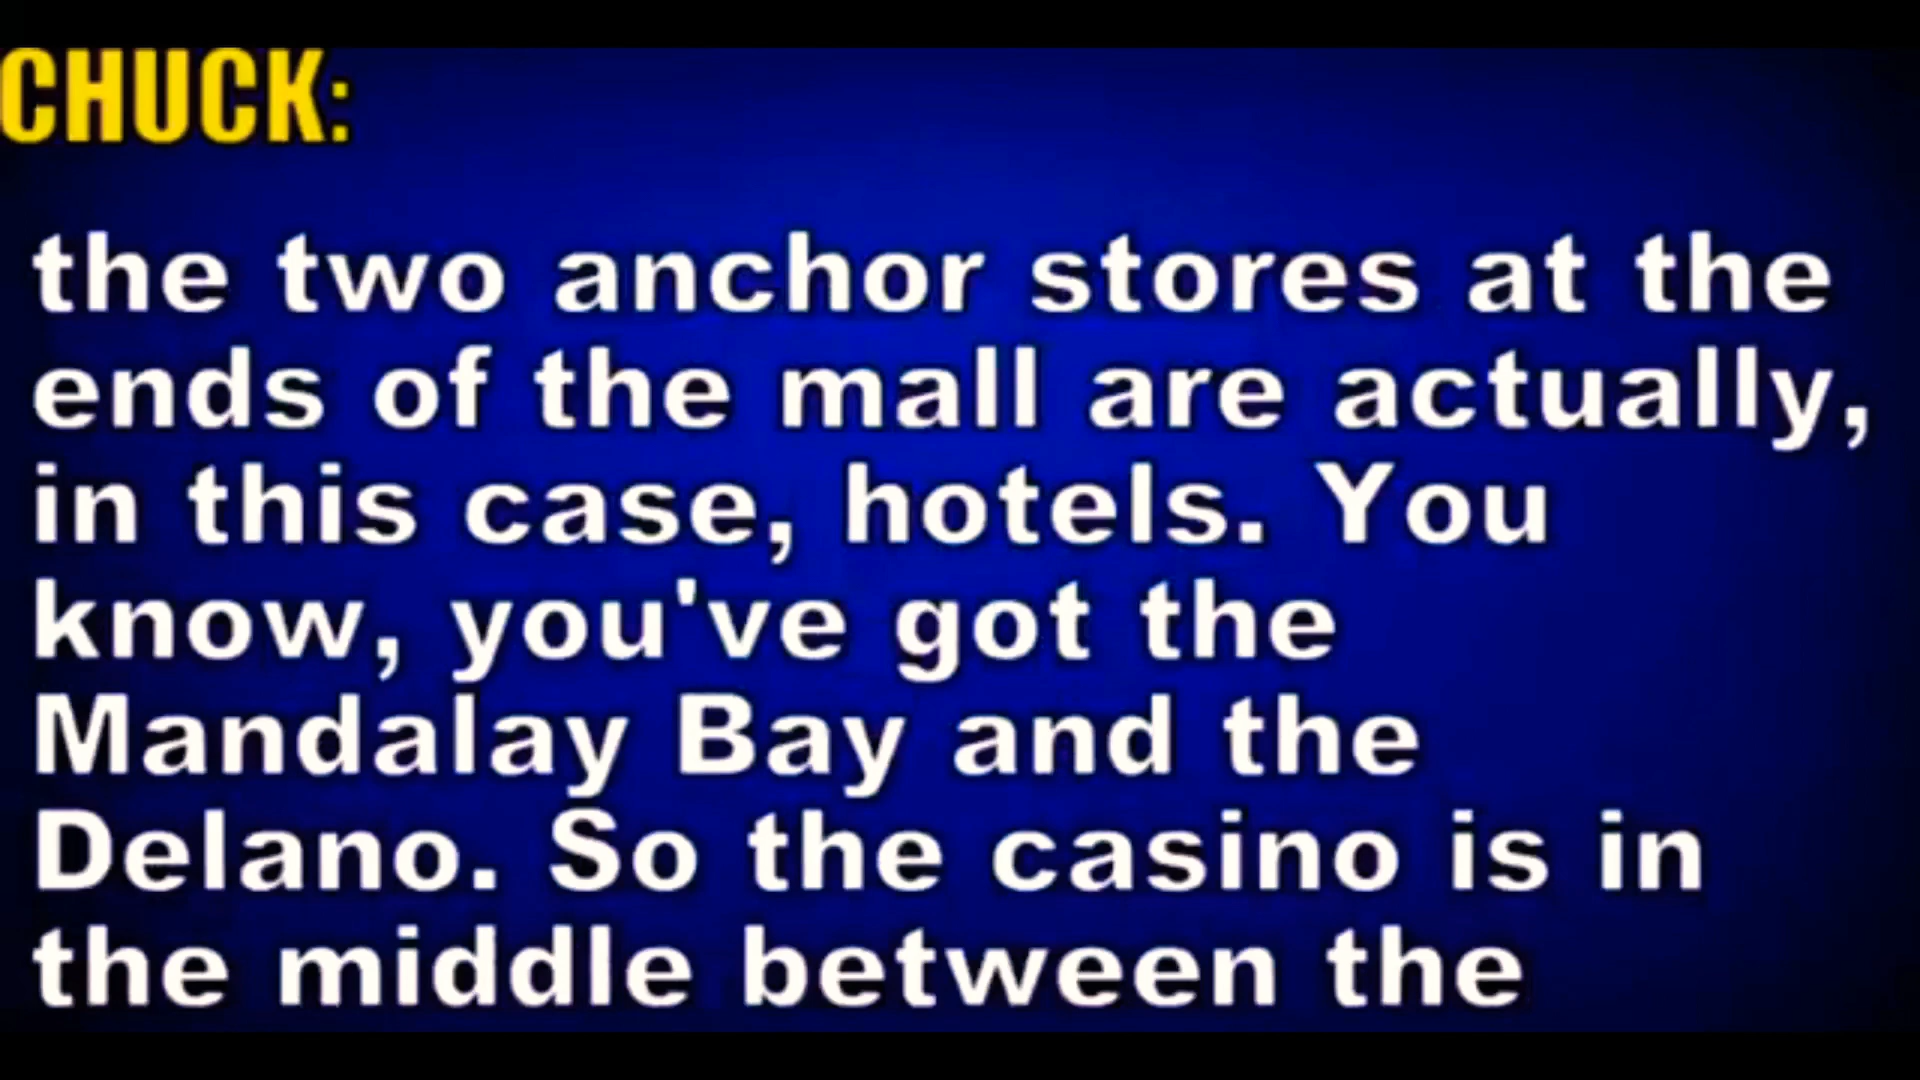 CHUCK:
the two anchor stores at the
ends of the mall are actually,
in this case, hotels. You
know, you've got the
Mandalay Bay and the
Delano. So the casino is in
the middle between the